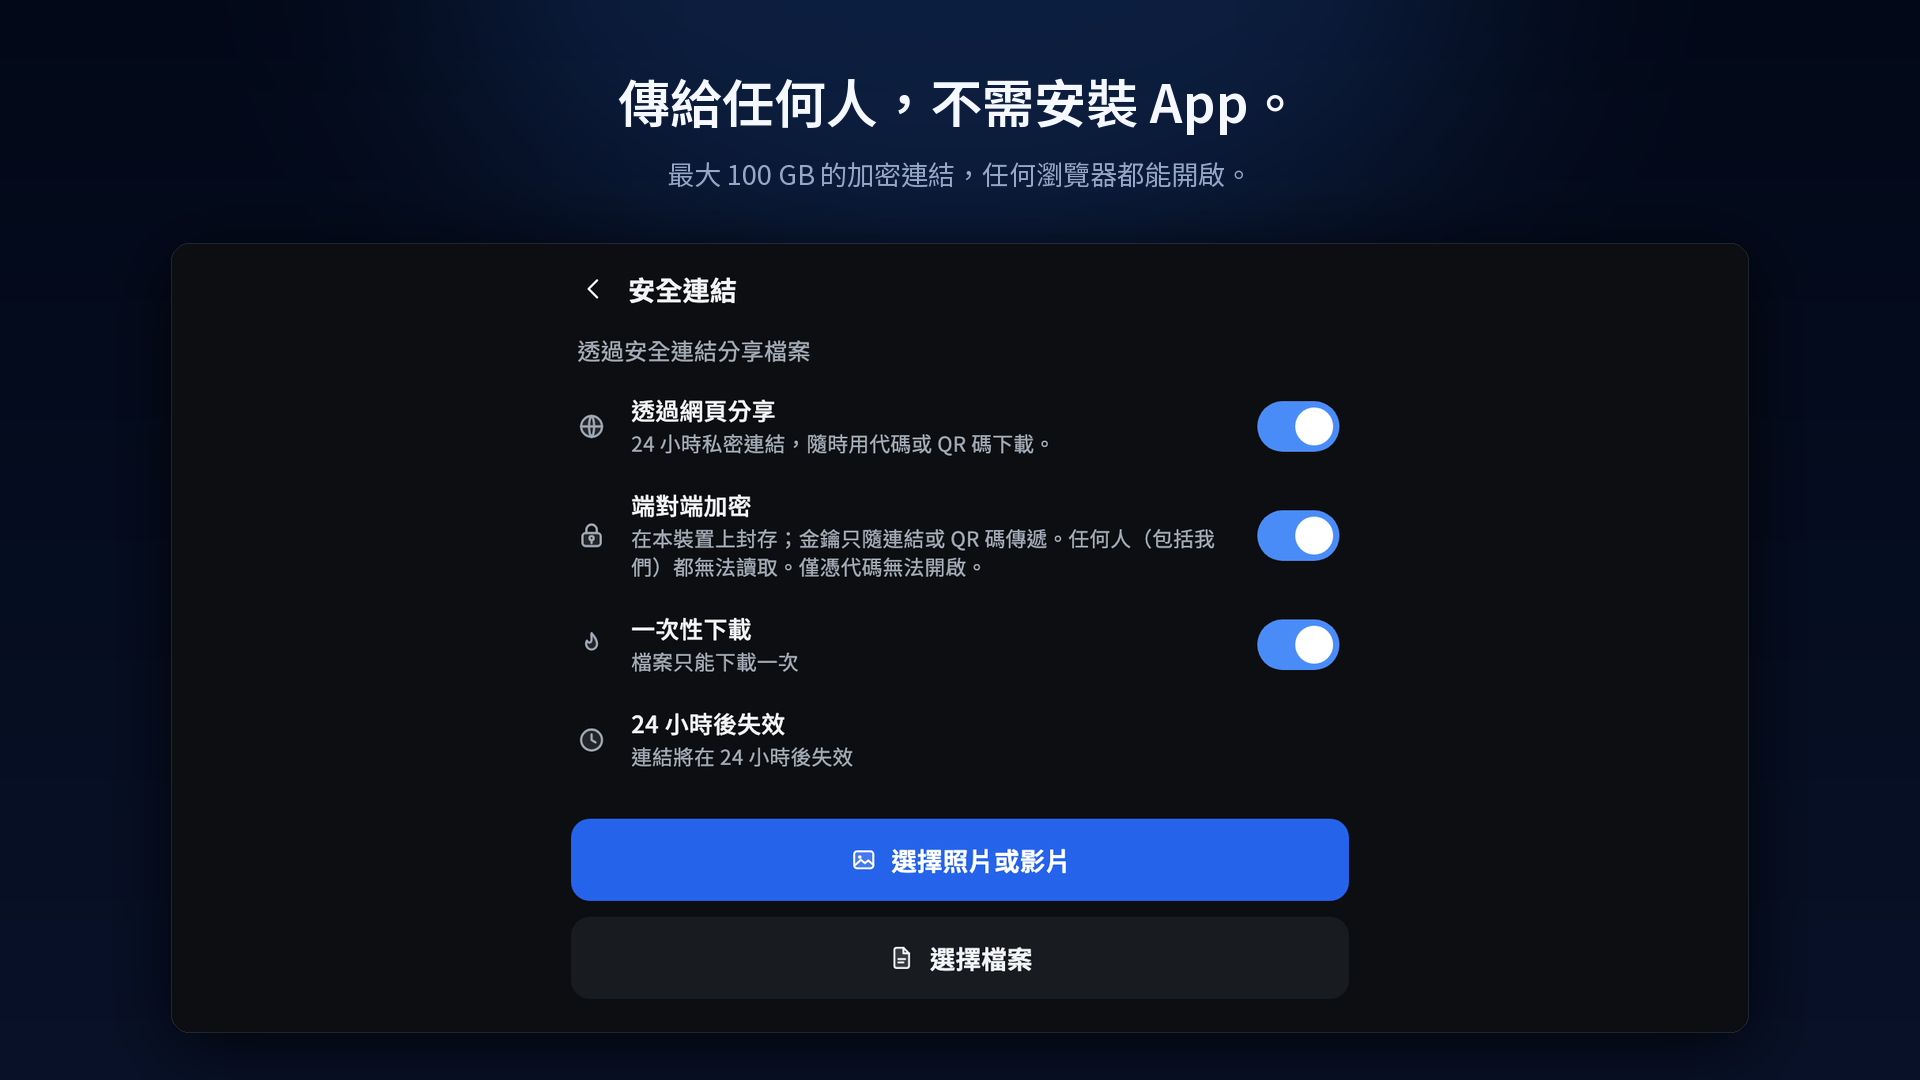 傳給任何人，不需安裝 App。
最大 100 GB 的加密連結，任何瀏覽器都能開啟。
安全連結
透過安全連結分享檔案
透過網頁分享
24 小時私密連結，隨時用代碼或 QR 碼下載。
端對端加密
在本裝置上封存；金鑰只隨連結或 QR 碼傳遞。任何人（包括我
們）都無法讀取。僅憑代碼無法開啟。
一次性下載
檔案只能下載一次
24 小時後失效
連結將在 24 小時後失效
選擇照片或影片
選擇檔案